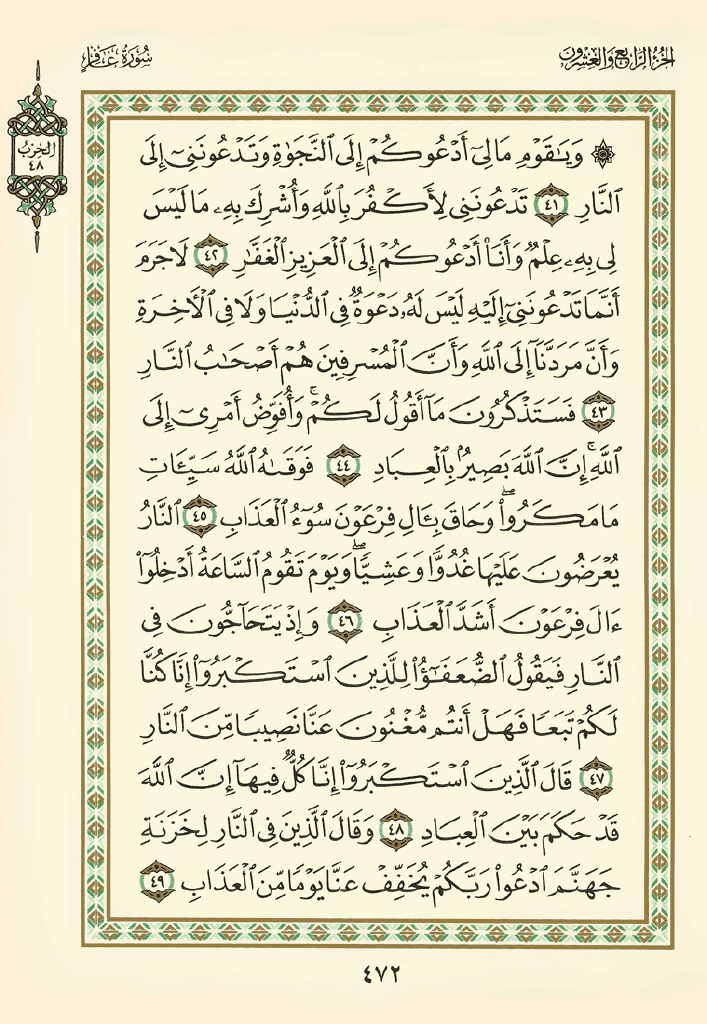 الجزء الرابع والعشرون
سورة غافر
الحزب
٤٨
۞ وَيَٰقَوْمِ مَالِىٓ أَدْعُوكُمْ إِلَى ٱلنَّجَوٰةِ وَتَدْعُونَنِىٓ إِلَى
ٱلنَّارِ ٤١ تَدْعُونَنِى لِأَكْفُرَ بِٱللَّهِ وَأُشْرِكَ بِهِۦ مَا لَيْسَ
لِى بِهِۦ عِلْمٌ وَأَنَا۠ أَدْعُوكُمْ إِلَى ٱلْعَزِيزِ ٱلْغَفَّٰرِ ٤٢ لَا جَرَمَ
أَنَّمَا تَدْعُونَنِىٓ إِلَيْهِ لَيْسَ لَهُۥ دَعْوَةٌ فِى ٱلدُّنْيَا وَلَا فِى ٱلْءَاخِرَةِ
وَأَنَّ مَرَدَّنَآ إِلَى ٱللَّهِ وَأَنَّ ٱلْمُسْرِفِينَ هُمْ أَصْحَٰبُ ٱلنَّارِ
٤٣ فَسَتَذْكُرُونَ مَآ أَقُولُ لَكُمْ ۚ وَأُفَوِّضُ أَمْرِىٓ إِلَى
ٱللَّهِ ۚ إِنَّ ٱللَّهَ بَصِيرٌۢ بِٱلْعِبَادِ ٤٤ فَوَقَىٰهُ ٱللَّهُ سَيِّـَٔاتِ
مَا مَكَرُوا۟ ۖ وَحَاقَ بِـَٔالِ فِرْعَوْنَ سُوٓءُ ٱلْعَذَابِ ٤٥ ٱلنَّارُ
يُعْرَضُونَ عَلَيْهَا غُدُوًّا وَعَشِيًّا ۖ وَيَوْمَ تَقُومُ ٱلسَّاعَةُ أَدْخِلُوٓا۟
ءَالَ فِرْعَوْنَ أَشَدَّ ٱلْعَذَابِ ٤٦ وَإِذْ يَتَحَآجُّونَ فِى
ٱلنَّارِ فَيَقُولُ ٱلضُّعَفَٰٓؤُا۟ لِلَّذِينَ ٱسْتَكْبَرُوٓا۟ إِنَّا كُنَّا
لَكُمْ تَبَعًا فَهَلْ أَنتُم مُّغْنُونَ عَنَّا نَصِيبًا مِّنَ ٱلنَّارِ
٤٧ قَالَ ٱلَّذِينَ ٱسْتَكْبَرُوٓا۟ إِنَّا كُلٌّ فِيهَآ إِنَّ ٱللَّهَ
قَدْ حَكَمَ بَيْنَ ٱلْعِبَادِ ٤٨ وَقَالَ ٱلَّذِينَ فِى ٱلنَّارِ لِخَزَنَةِ
جَهَنَّمَ ٱدْعُوا۟ رَبَّكُمْ يُخَفِّفْ عَنَّا يَوْمًا مِّنَ ٱلْعَذَابِ ٤٩
٤٧٢